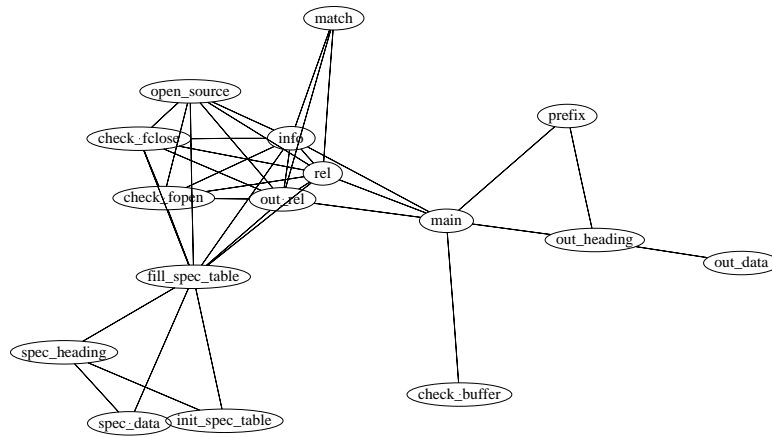 match
open_source
prefix
check_fclose
info
rel
check_fopen
out_rel
main
out_heading
out_data
fill_spec_table
spec_heading
check_buffer
spec_data
init_spec_table